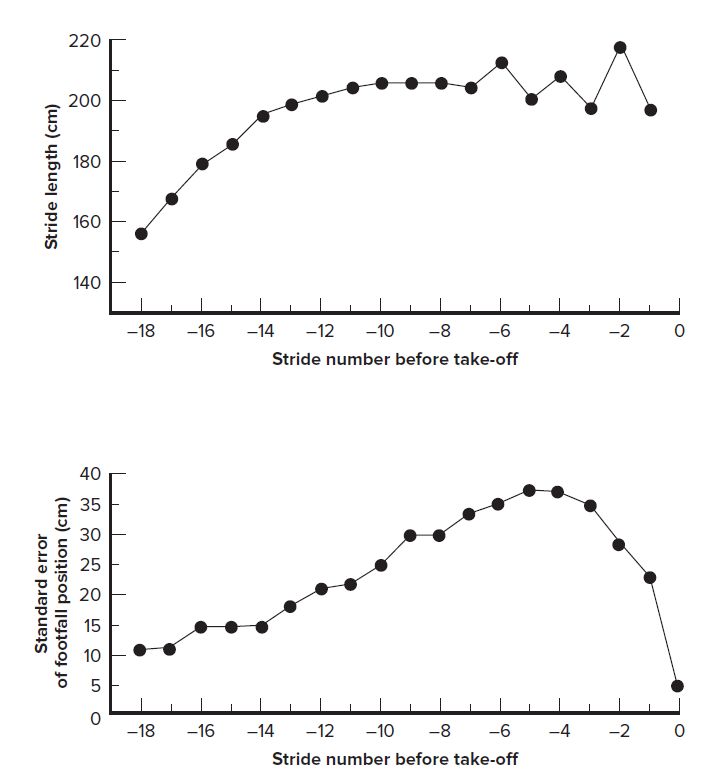 220
200
180
160
140
Stride length (cm)
–18 –16 –14 –12 –10 –8 –6 –4 –2 0
Stride number before take-off
40
35
30
25
20
15
10
5
0
Standard error
of footfall position (cm)
–18 –16 –14 –12 –10 –8 –6 –4 –2 0
Stride number before take-off